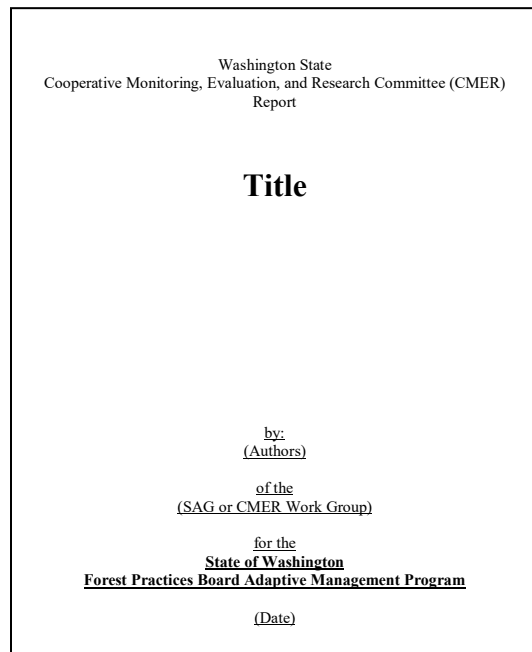 Washington State
Cooperative Monitoring, Evaluation, and Research Committee (CMER)
Report
Title
by:
(Authors)
of the
(SAG or CMER Work Group)
for the
State of Washington
Forest Practices Board Adaptive Management Program
(Date)